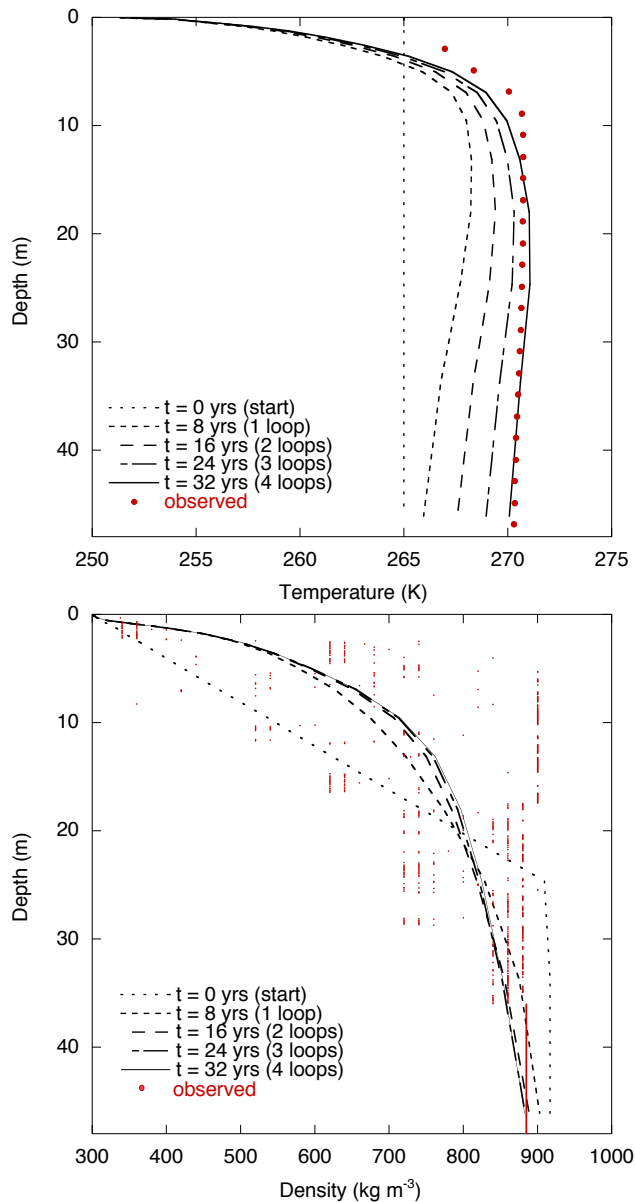 0
10
20
30
40
Depth (m)
t = 0 yrs (start)
t = 8 yrs (1 loop)
t = 16 yrs (2 loops)
t = 24 yrs (3 loops)
t = 32 yrs (4 loops)
observed
250 255 260 265 270 275
Temperature (K)
0
10
20
30
40
Depth (m)
t = 0 yrs (start)
t = 8 yrs (1 loop)
t = 16 yrs (2 loops)
t = 24 yrs (3 loops)
t = 32 yrs (4 loops)
observed
300 400 500 600 700 800 900 1000
Density (kg m⁻³)